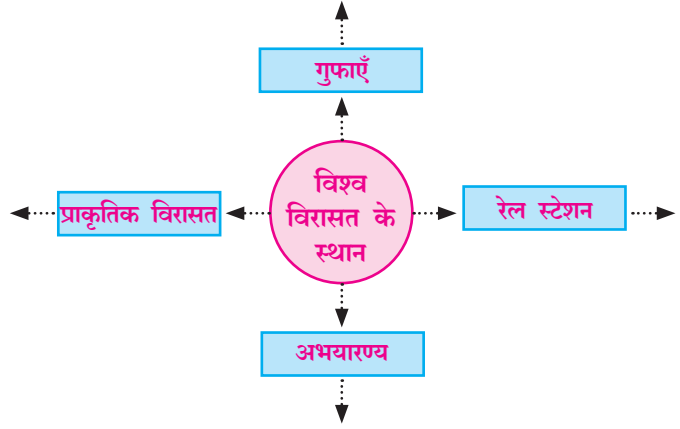 गुफाएँ
विश्व
विरासत के
स्थान
प्राकृतिक विरासत
रेल स्टेशन
अभयारण्य